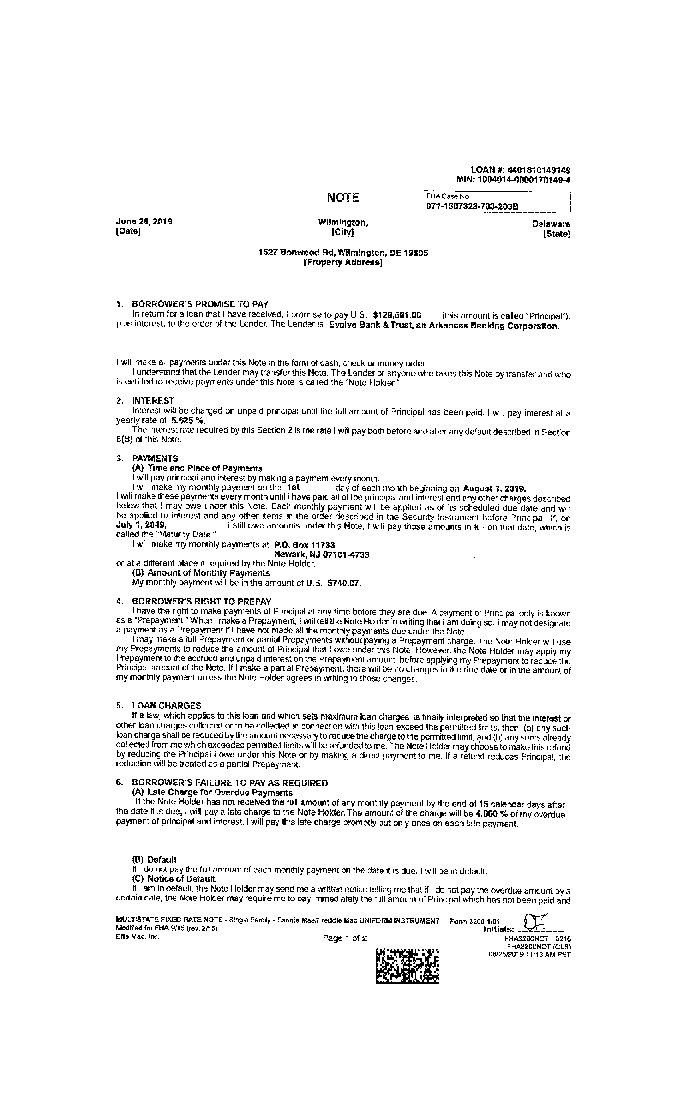 LOAN #:
MIN:
NOTE
FHA Case No.
June 26, 2019 Wilmington, Delaware
[Date] [City] [State]
Wilmington, DE
[Property Address]
1. BORROWER'S PROMISE TO PAY
In return for a loan that I have received, I promise to pay U.S. (this amount is called "Principal"),
plus interest, to the order of the Lender. The Lender is Evolve Bank & Trust, an Arkansas Banking Corporation.
I will make all payments under this Note in the form of cash, check or money order.
I understand that the Lender may transfer this Note. The Lender or anyone who takes this Note by transfer and who
is entitled to receive payments under this Note is called the "Note Holder."
2. INTEREST
Interest will be charged on unpaid principal until the full amount of Principal has been paid. I will pay interest at a
yearly rate of 5.625 %.
The interest rate required by this Section 2 is the rate I will pay both before and after any default described in Section
6(B) of this Note.
3. PAYMENTS
(A) Time and Place of Payments
I will pay principal and interest by making a payment every month.
I will make my monthly payment on the 1st day of each month beginning on August 1, 2019.
I will make these payments every month until I have paid all of the principal and interest and any other charges described
below that I may owe under this Note. Each monthly payment will be applied as of its scheduled due date and will
be applied to interest and any other items in the order described in the Security Instrument before Principal. If, on
July 1, I still owe amounts under this Note, I will pay those amounts in full on that date, which is
called the "Maturity Date."
I will make my monthly payments at P.O. Box 11733
Newark, NJ 07101-4733
or at a different place if required by the Note Holder.
(B) Amount of Monthly Payments
My monthly payment will be in the amount of U.S. $740.07.
4. BORROWER'S RIGHT TO PREPAY
I have the right to make payments of Principal at any time before they are due. A payment of Principal only is known
as a "Prepayment." When I make a Prepayment, I will tell the Note Holder in writing that I am doing so. I may not designate
a payment as a Prepayment if I have not made all the monthly payments due under the Note.
I may make a full Prepayment or partial Prepayments without paying a Prepayment charge. The Note Holder will use
my Prepayments to reduce the amount of Principal that I owe under this Note. However, the Note Holder may apply my
Prepayment to the accrued and unpaid interest on the Prepayment amount, before applying my Prepayment to reduce the
Principal amount of the Note. If I make a partial Prepayment, there will be no changes in the due date or in the amount of
my monthly payment unless the Note Holder agrees in writing to those changes.
5. LOAN CHARGES
If a law, which applies to this loan and which sets maximum loan charges, is finally interpreted so that the interest or
other loan charges collected or to be collected in connection with this loan exceed the permitted limits, then: (a) any such
loan charge shall be reduced by the amount necessary to reduce the charge to the permitted limit; and (b) any sums already
collected from me which exceeded permitted limits will be refunded to me. The Note Holder may choose to make this refund
by reducing the Principal I owe under this Note or by making a direct payment to me. If a refund reduces Principal, the
reduction will be treated as a partial Prepayment.
6. BORROWER'S FAILURE TO PAY AS REQUIRED
(A) Late Charge for Overdue Payments
If the Note Holder has not received the full amount of any monthly payment by the end of 15 calendar days after
the date it is due, I will pay a late charge to the Note Holder. The amount of the charge will be 4.000 % of my overdue
payment of principal and interest. I will pay this late charge promptly but only once on each late payment.
(B) Default
If I do not pay the full amount of each monthly payment on the date it is due, I will be in default.
(C) Notice of Default
If I am in default, the Note Holder may send me a written notice telling me that if I do not pay the overdue amount by a
certain date, the Note Holder may require me to pay immediately the full amount of Principal which has not been paid and
MULTISTATE FIXED RATE NOTE - Single Family - Fannie Mae/Freddie Mac UNIFORM INSTRUMENT Form 3200 1/01
Modified for FHA 9/15 (rev. 2/16) Initials:
Ellie Mae, Inc. Page 1 of 2 FHA3200NOT 0216
FHA3200NOT (CLS)
06/25/2019 11:13 AM PST